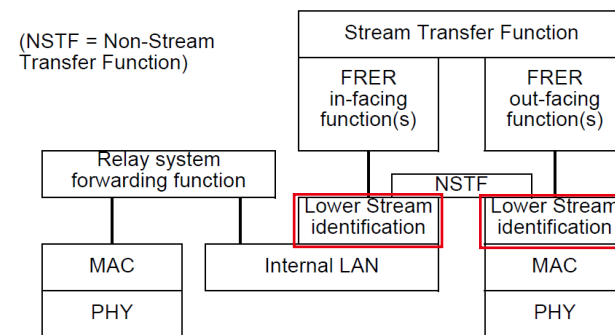 (NSTF = Non-Stream
Transfer Function)
Stream Transfer Function
FRER
in-facing
function(s)
FRER
out-facing
function(s)
Relay system
forwarding function
NSTF
Lower Stream
identification
Lower Stream
identification
MAC
Internal LAN
MAC
PHY
PHY